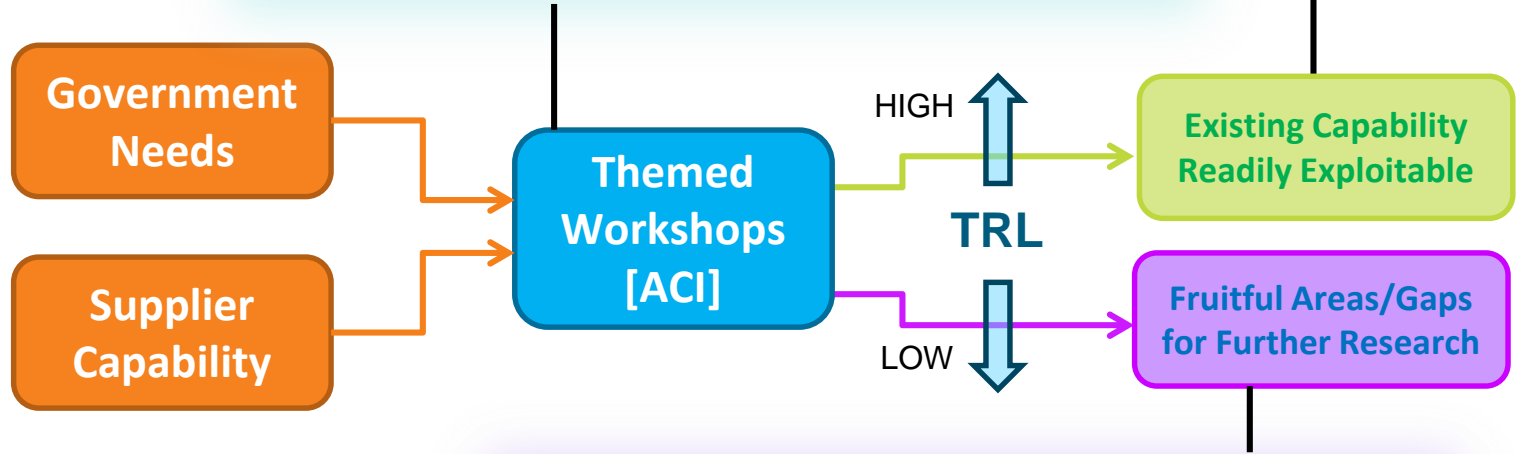 Government
Needs
Supplier
Capability
Themed
Workshops
[ACI]
HIGH
TRL
LOW
Existing Capability
Readily Exploitable
Fruitful Areas/Gaps
for Further Research